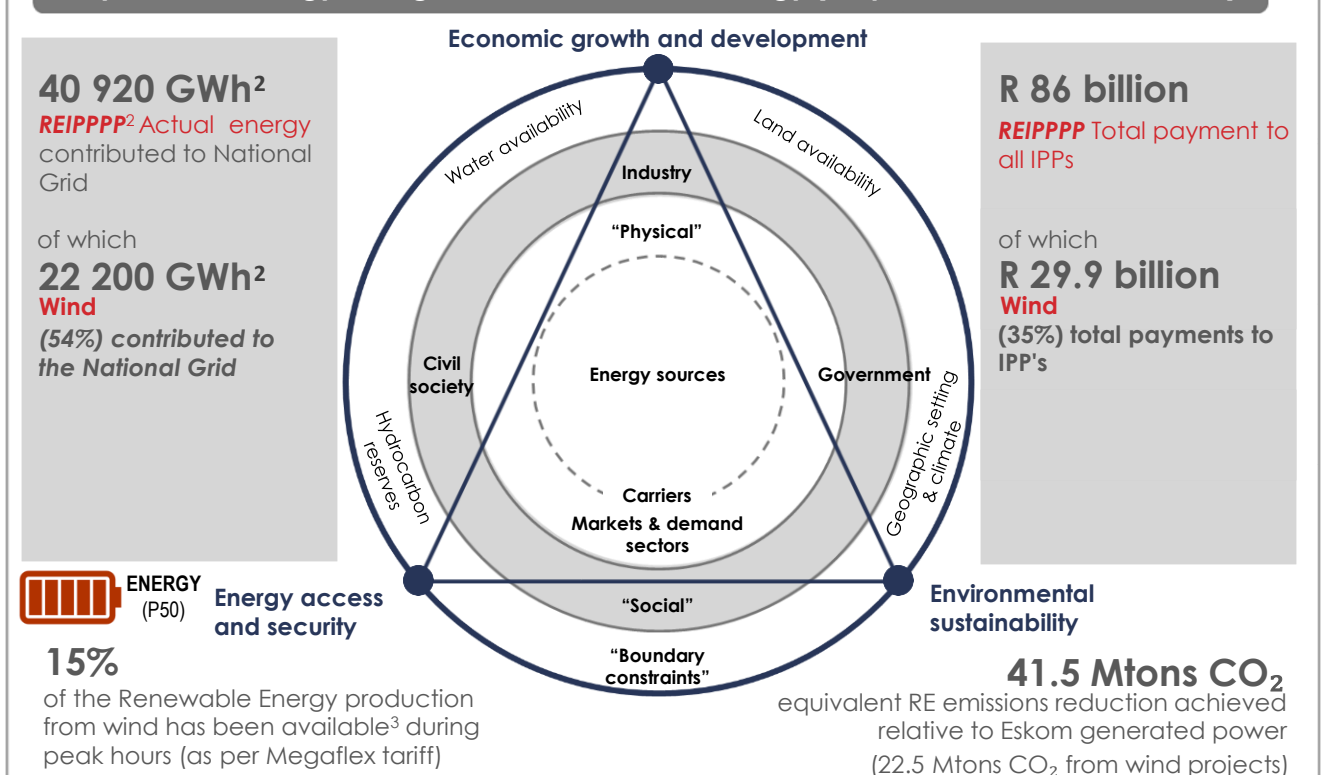 40 920 GWh²
REIPPPP² Actual energy
contributed to National
Grid
of which
22 200 GWh²
Wind
(54%) contributed to
the National Grid
Economic growth and development
Water availability
Land availability
Industry
“Physical”
Civil
society
Energy sources
Government
Hydrocarbon
reserves
Geographic setting
& climate
Carriers
Markets & demand
sectors
“Social”
“Boundary
constraints”
R 86 billion
REIPPPP Total payment to
all IPPs
of which
R 29.9 billion
Wind
(35%) total payments to
IPP's
ENERGY
(P50)
Energy access
and security
15%
of the Renewable Energy production
from wind has been available³ during
peak hours (as per Megaflex tariff)
Environmental
sustainability
41.5 Mtons CO₂
equivalent RE emissions reduction achieved
relative to Eskom generated power
(22.5 Mtons CO₂ from wind projects)